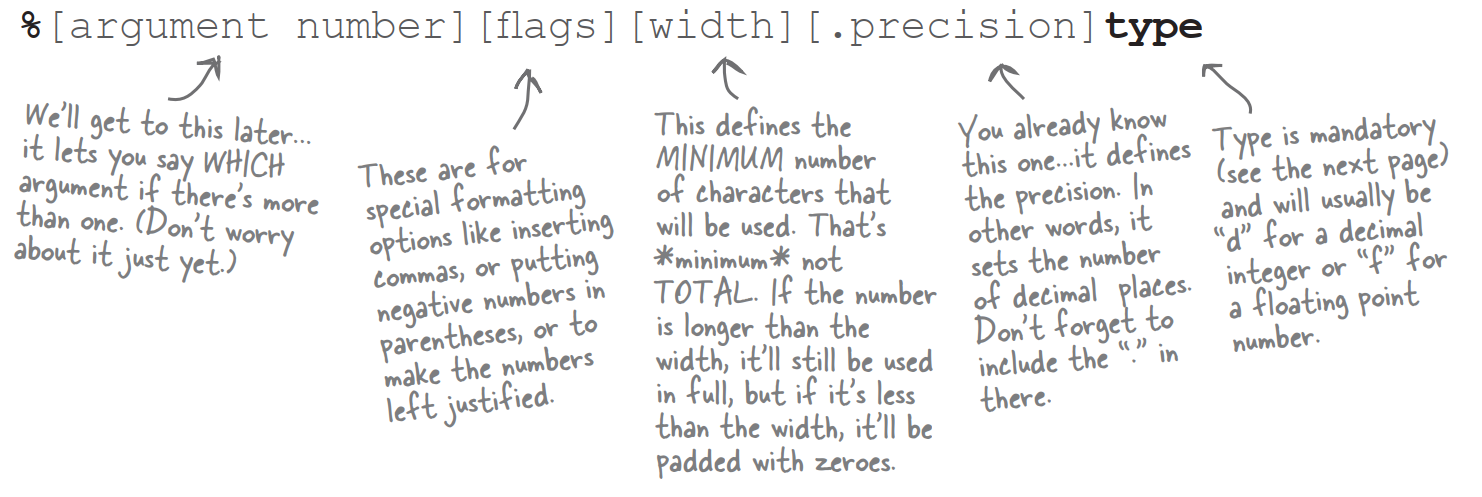 %[argument number][flags][width][.precision]type
We'll get to this later...
it lets you say WHICH
argument if there's more
than one. (Don't worry
about it just yet.)
These are for
special formatting
options like inserting
commas, or putting
negative numbers in
parentheses, or to
make the numbers
left justified.
This defines the
MINIMUM number
of characters that
will be used. That's
*minimum* not
TOTAL. If the number
is longer than the
width, it'll still be used
in full, but if it's less
than the width, it'll be
padded with zeroes.
You already know
this one...it defines
the precision. In
other words, it
sets the number
of decimal places.
Don't forget to
include the "." in
there.
Type is mandatory
(see the next page)
and will usually be
"d" for a decimal
integer or "f" for
a floating point
number.